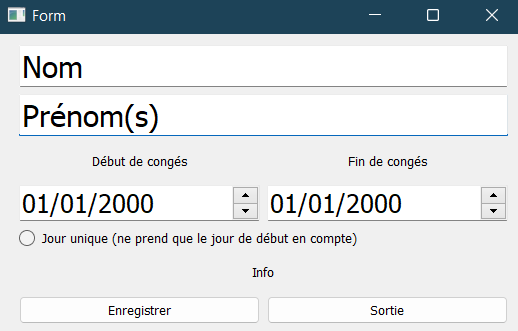 Form
Nom
Prénom(s)
Début de congés Fin de congés
01/01/2000 01/01/2000
Jour unique (ne prend que le jour de début en compte)
Info
Enregistrer Sortie